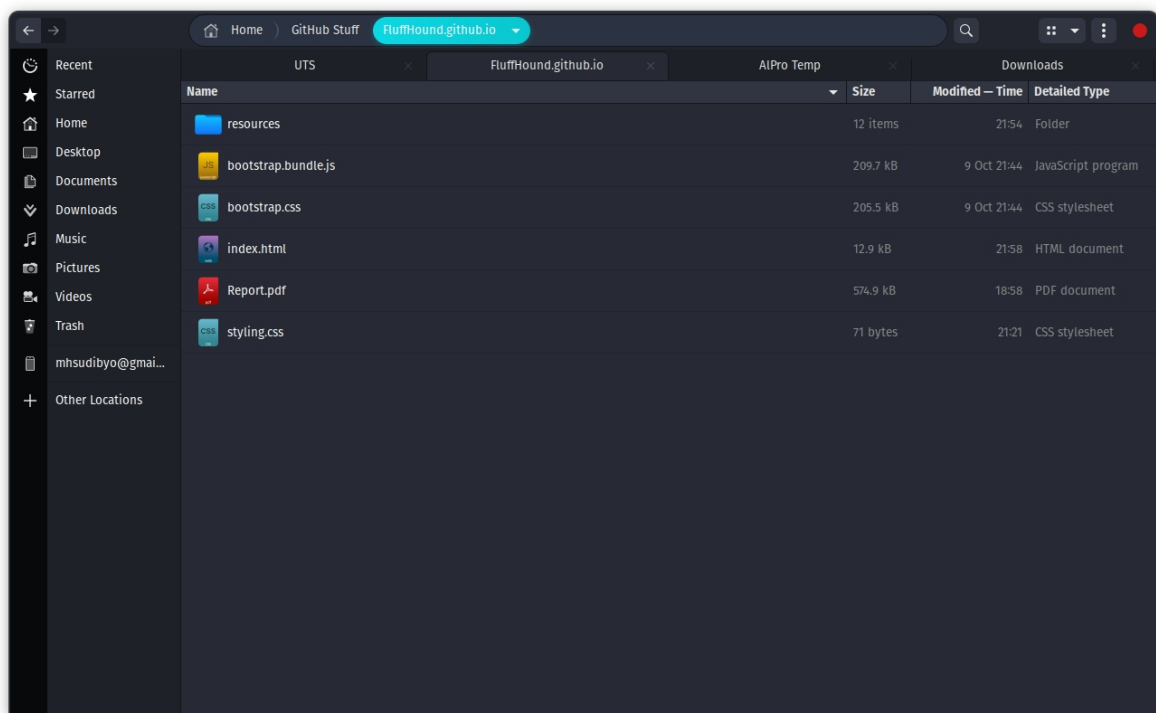 Home GitHub Stuff FluffHound.github.io
Recent
Starred
Home
Desktop
Documents
Downloads
Music
Pictures
Videos
Trash
mhsudibyo@gmai...
Other Locations
UTS FluffHound.github.io AlPro Temp Downloads
Name Size Modified — Time Detailed Type
resources 12 items 21:54 Folder
JS bootstrap.bundle.js 209.7 kB 9 Oct 21:44 JavaScript program
CSS bootstrap.css 205.5 kB 9 Oct 21:44 CSS stylesheet
index.html 12.9 kB 21:58 HTML document
Report.pdf 574.9 kB 18:58 PDF document
CSS styling.css 71 bytes 21:21 CSS stylesheet